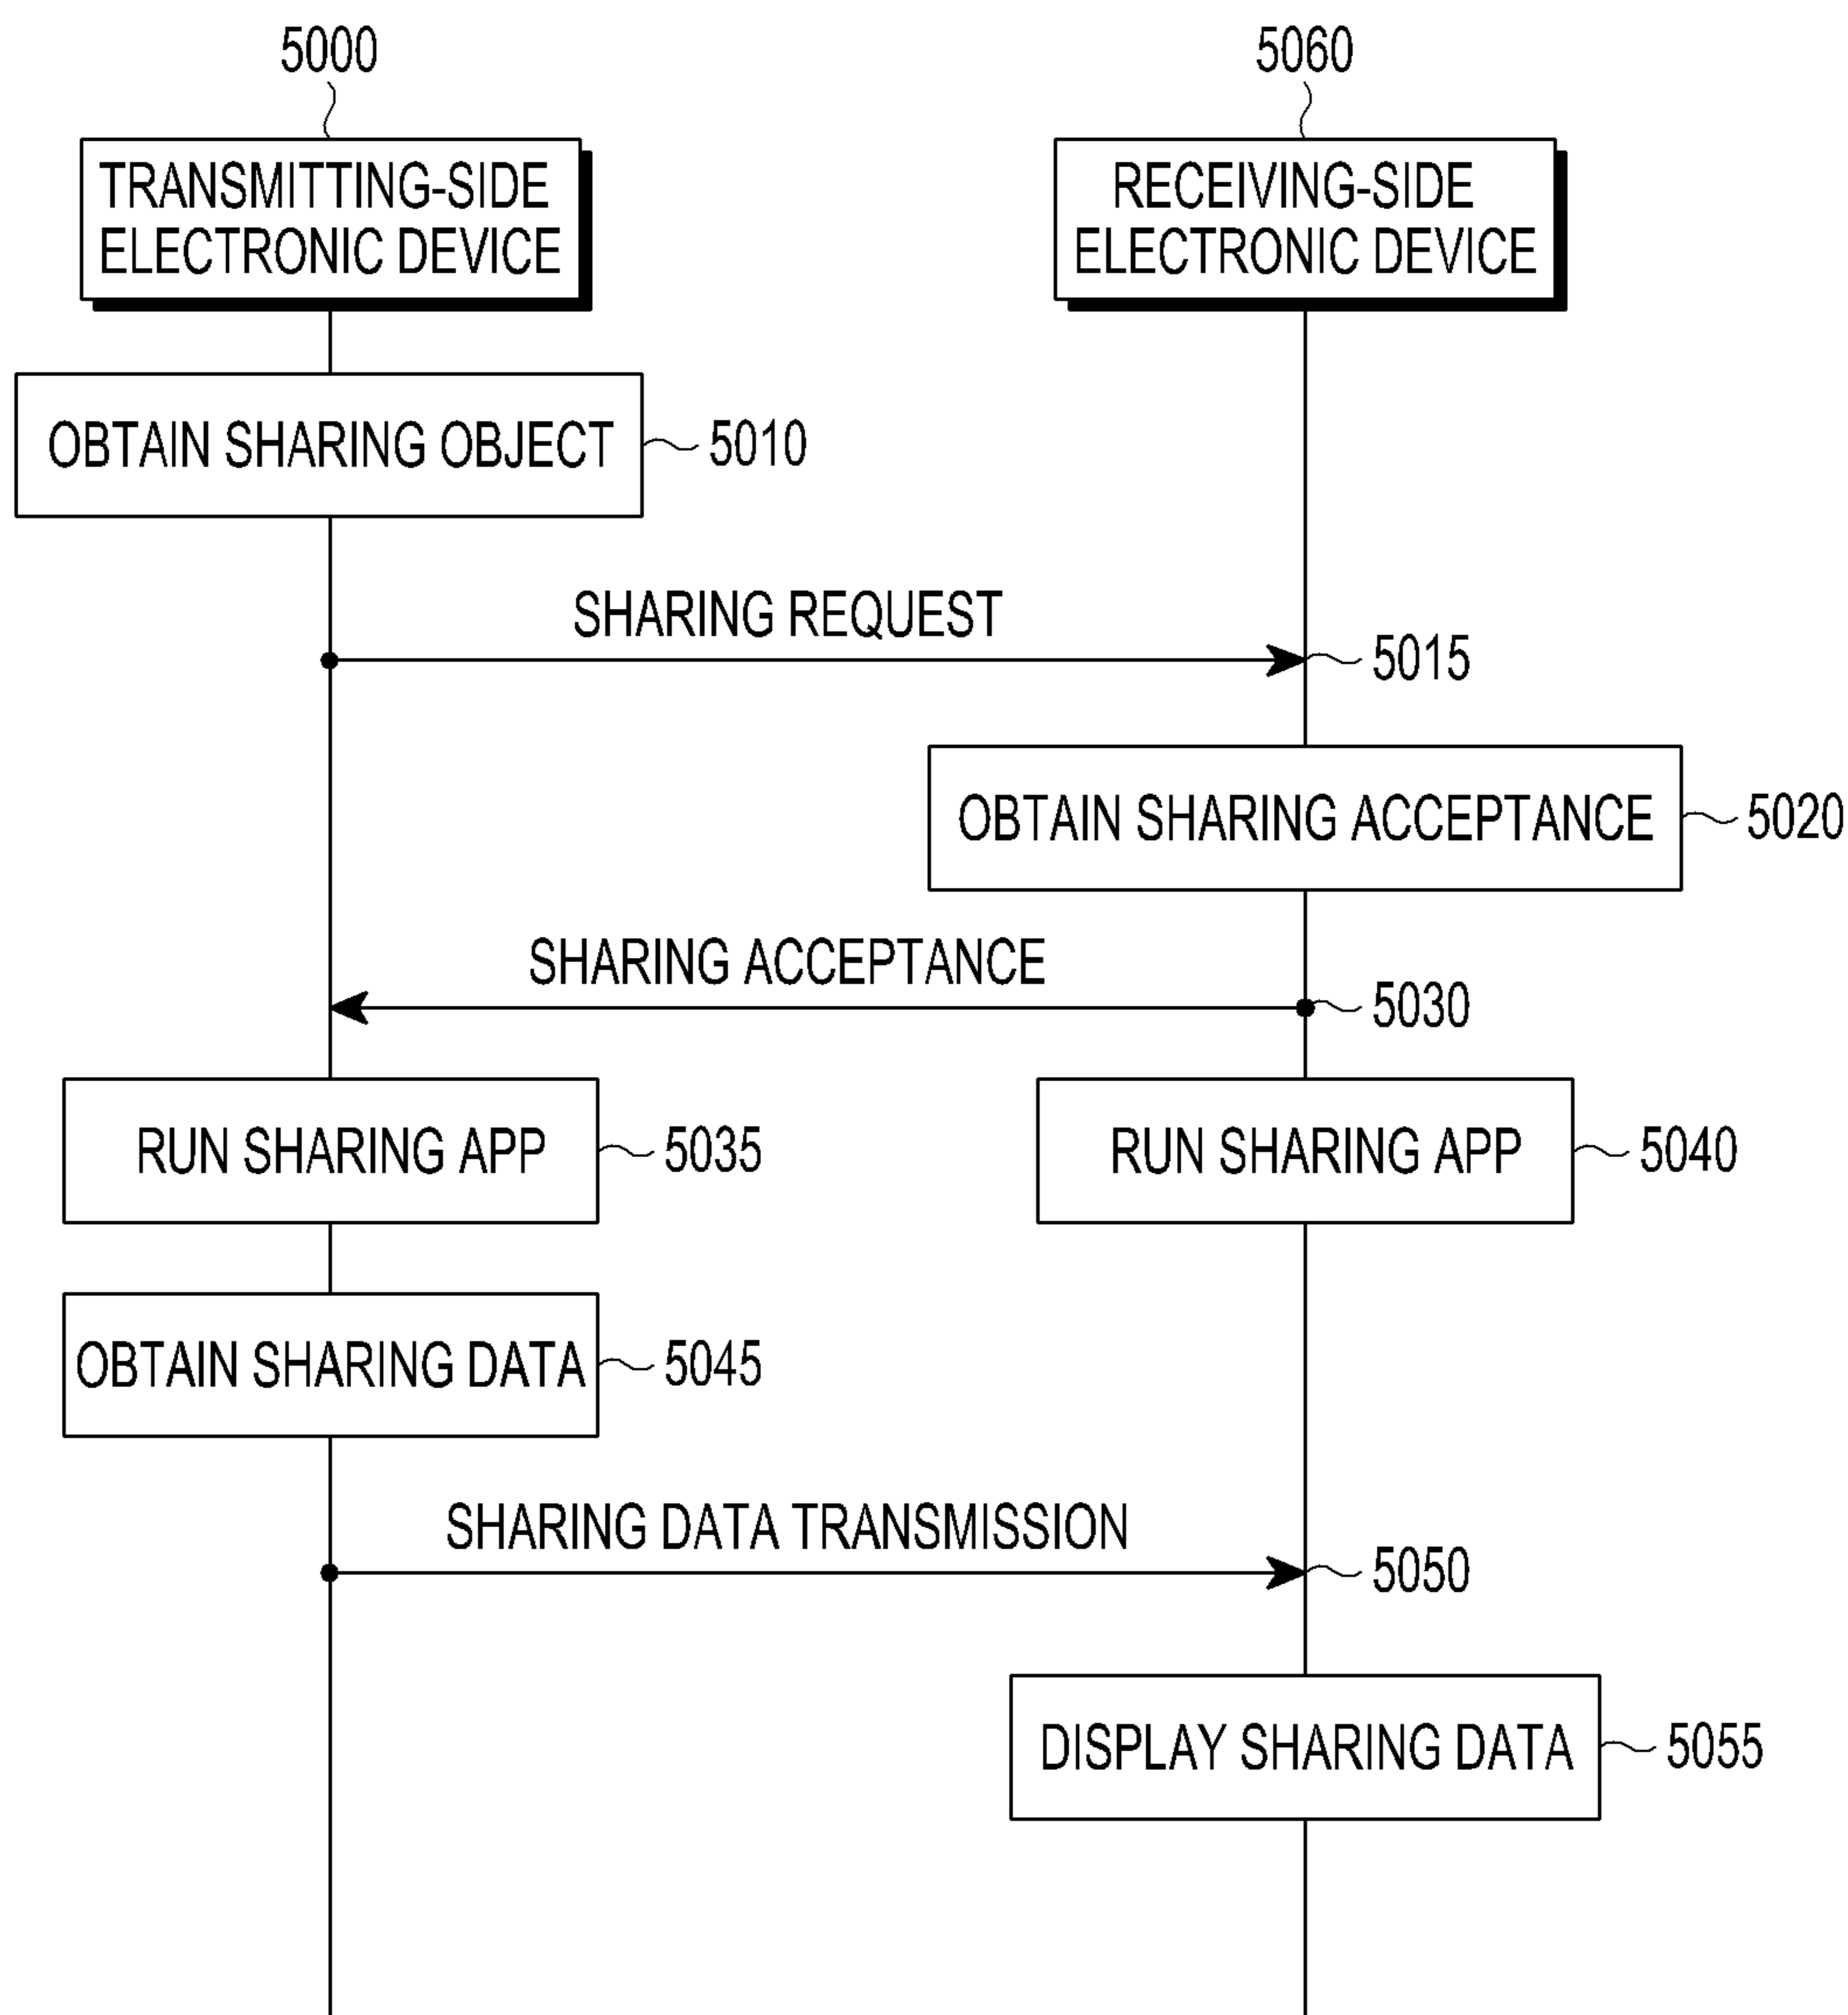 5000
5060
TRANSMITTING-SIDE
ELECTRONIC DEVICE
RECEIVING-SIDE
ELECTRONIC DEVICE
OBTAIN SHARING OBJECT
5010
SHARING REQUEST
5015
OBTAIN SHARING ACCEPTANCE
5020
SHARING ACCEPTANCE
5030
RUN SHARING APP
5035
RUN SHARING APP
5040
OBTAIN SHARING DATA
5045
SHARING DATA TRANSMISSION
5050
DISPLAY SHARING DATA
5055